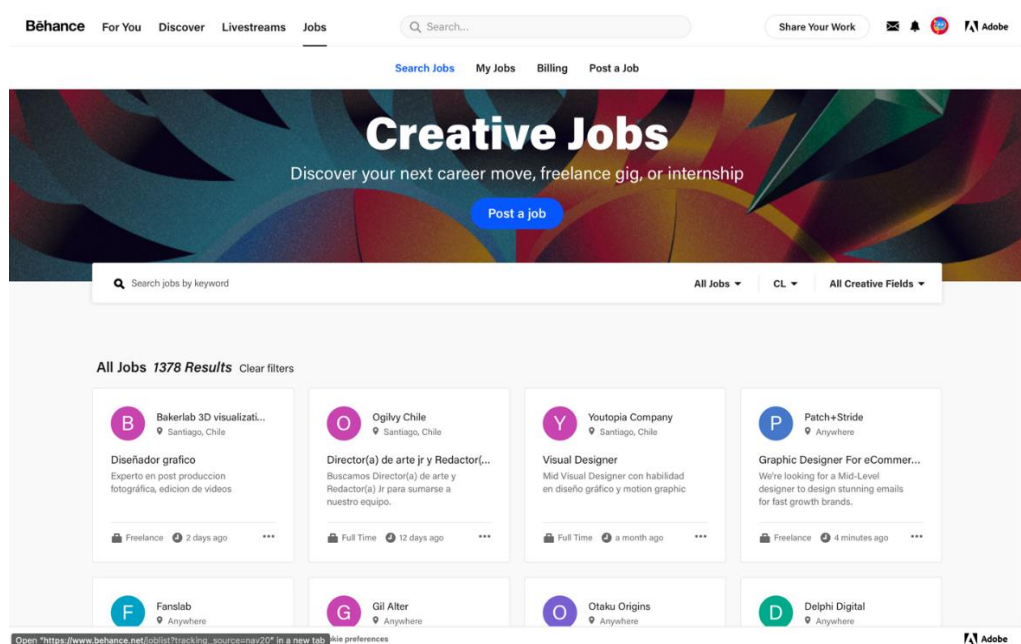 Bēhance For You Discover Livestreams Jobs Search... Share Your Work Adobe
Search Jobs My Jobs Billing Post a Job
Creative Jobs
Discover your next career move, freelance gig, or internship
Post a job
Search jobs by keyword All Jobs CL All Creative Fields
All Jobs 1378 Results Clear filters
B
Bakerlab 3D visualizati...
Santiago, Chile
Diseñador grafico
Experto en post produccion
fotográfica, edicion de videos
Freelance 2 days ago
O
Ogilvy Chile
Santiago, Chile
Director(a) de arte jr y Redactor(...
Buscamos Director(a) de arte y
Redactor(a) Jr para sumarse a
nuestro equipo.
Full Time 12 days ago
Y
Youtopia Company
Santiago, Chile
Visual Designer
Mid Visual Designer con habilidad
en diseño gráfico y motion graphic
Full Time a month ago
P
Patch+Stride
Anywhere
Graphic Designer For eCommer...
We're looking for a Mid-Level
designer to design stunning emails
for fast growth brands.
Freelance 4 minutes ago
F
Fanslab
Anywhere
G
Gil Alter
Anywhere
O
Otaku Origins
Anywhere
D
Delphi Digital
Anywhere
Open "https://www.behance.net/joblist?tracking_source=nav20" in a new tab
kie preferences
Adobe